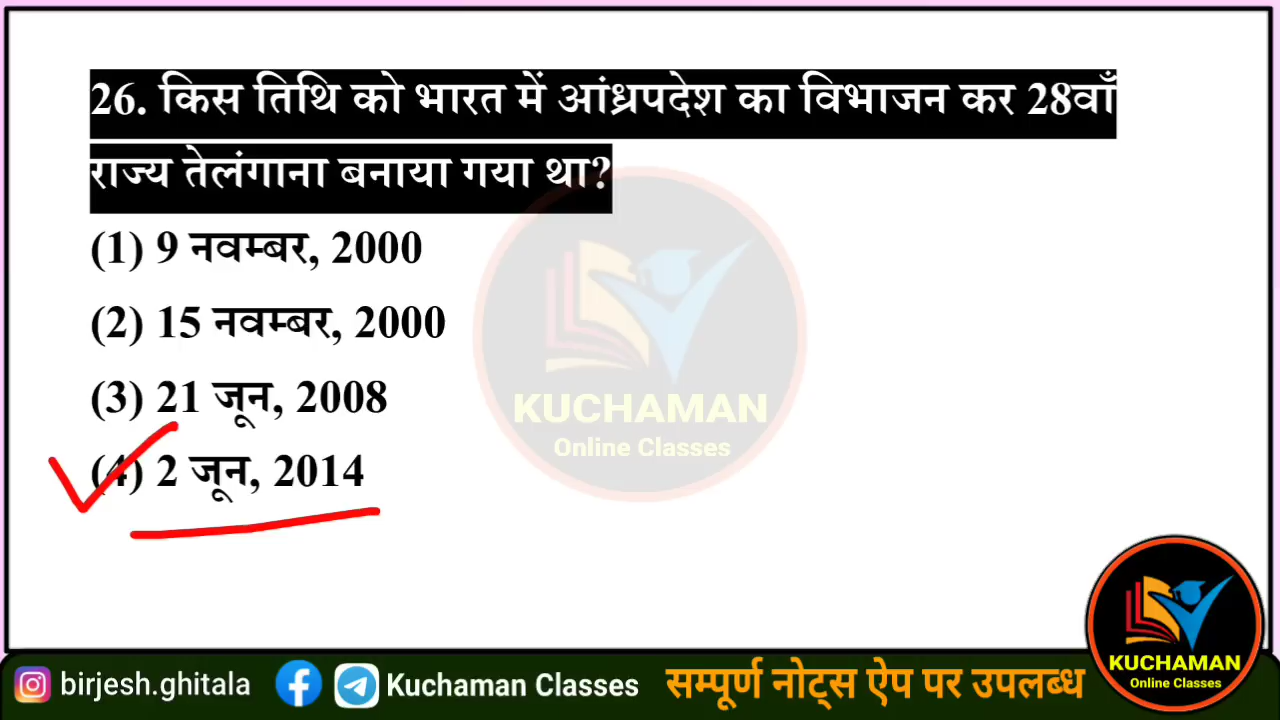 26. किस तिथि को भारत में आंध्रपदेश का विभाजन कर 28वाँ
राज्य तेलंगाना बनाया गया था?
(1) 9 नवम्बर, 2000
(2) 15 नवम्बर, 2000
(3) 21 जून, 2008
(4) 2 जून, 2014
KUCHAMAN
Online Classes
KUCHAMAN
Online Classes
birjesh.ghitala
Kuchaman Classes
सम्पूर्ण नोट्स ऐप पर उपलब्ध